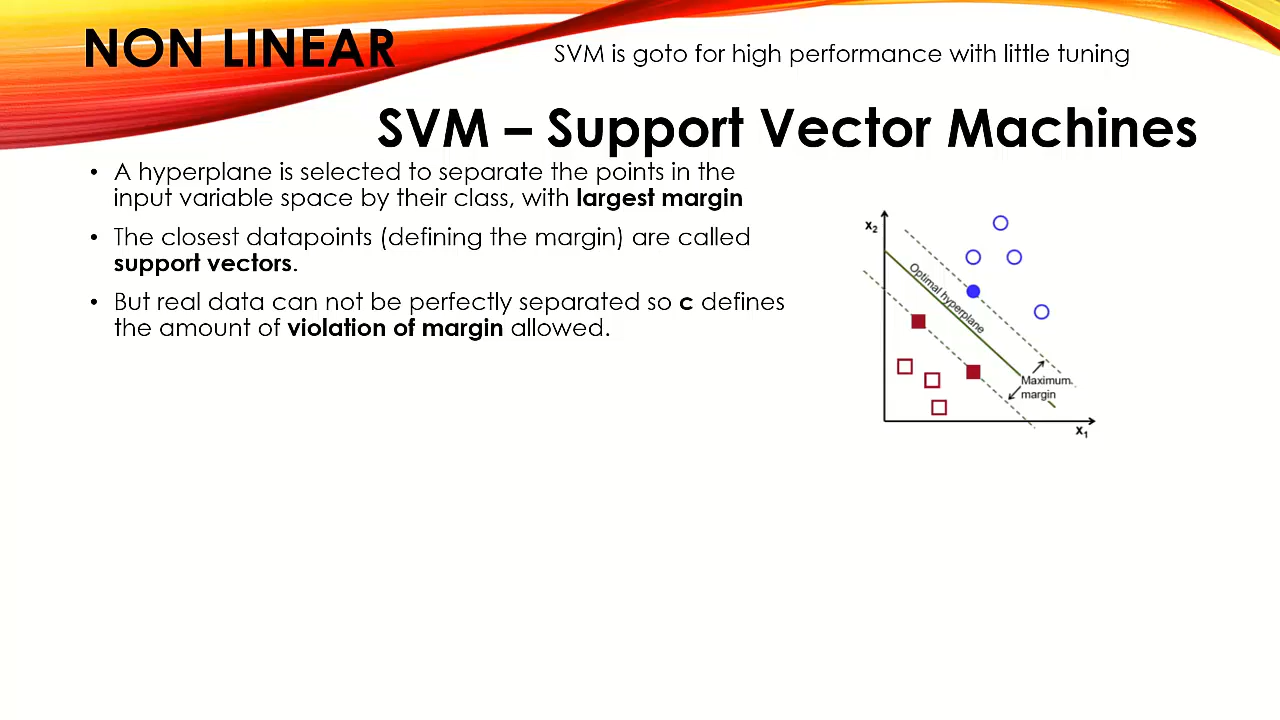 NON LINEAR
SVM is goto for high performance with little tuning
SVM – Support Vector Machines
• A hyperplane is selected to separate the points in the
input variable space by their class, with largest margin
• The closest datapoints (defining the margin) are called
support vectors.
• But real data can not be perfectly separated so c defines
the amount of violation of margin allowed.
x2
Optimal hyperplane
Maximum
margin
x1